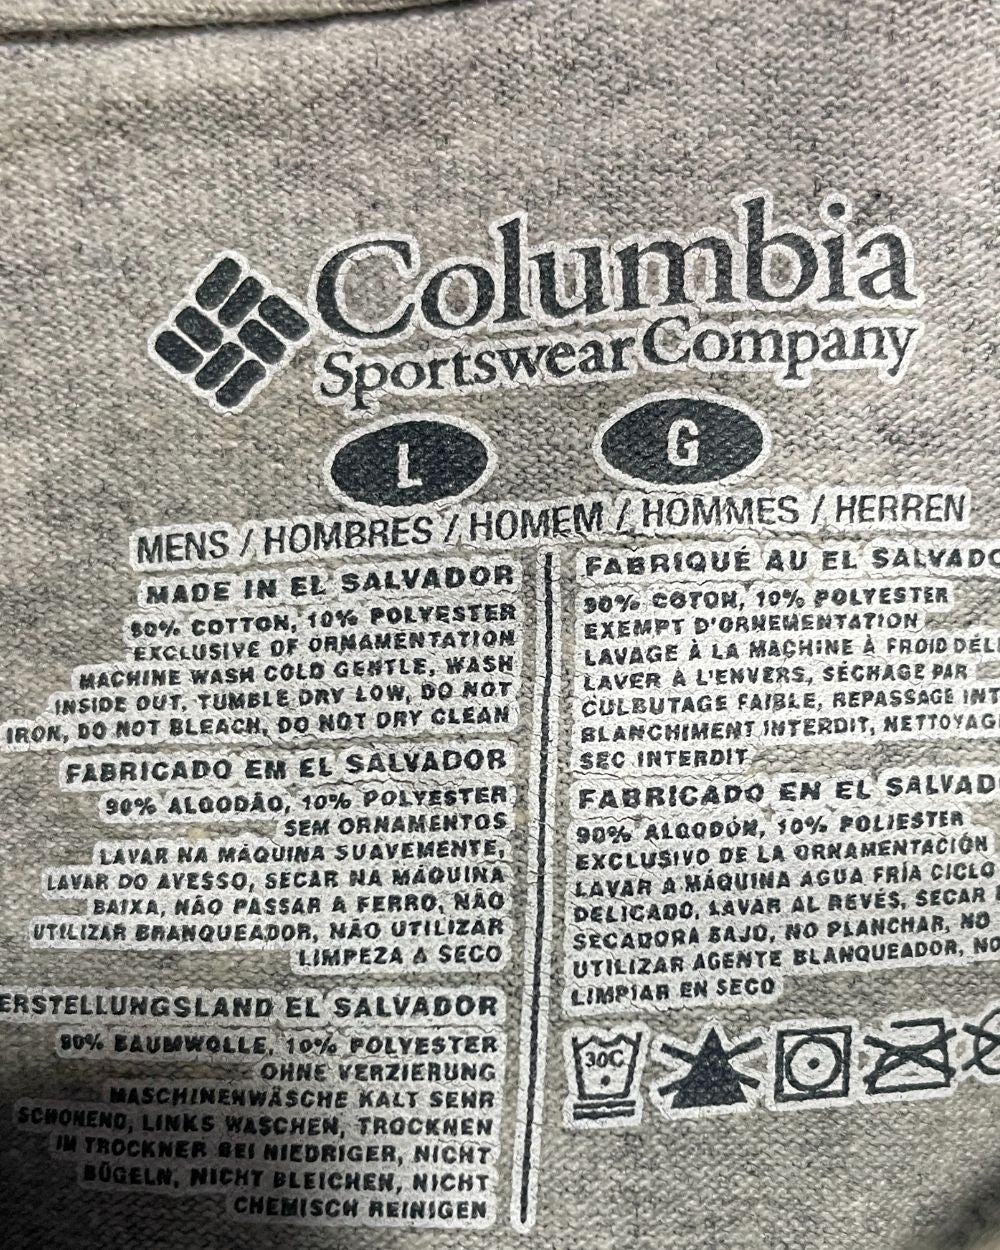 Columbia
Sportswear Company
L
G
MENS / HOMBRES / HOMEM / HOMMES / HERREN
MADE IN EL SALVADOR
90% COTTON, 10% POLYESTER
EXCLUSIVE OF ORNAMENTATION
MACHINE WASH COLD GENTLE, WASH
INSIDE OUT, TUMBLE DRY LOW, DO NOT
IRON, DO NOT BLEACH, DO NOT DRY CLEAN
FABRICADO EM EL SALVADOR
90% ALGODÃO, 10% POLYESTER
SEM ORNAMENTOS
LAVAR NA MÁQUINA SUAVEMENTE,
LAVAR DO AVESSO, SECAR NA MÁQUINA
BAIXA, NÃO PASSAR A FERRO, NÃO
UTILIZAR BRANQUEADOR, NÃO UTILIZAR
LIMPEZA A SECO
ERSTELLUNGSLAND EL SALVADOR
90% BAUMWOLLE, 10% POLYESTER
OHNE VERZIERUNG
MASCHINENWÄSCHE KALT SEHR
SCHONEND, LINKS WASCHEN, TROCKNEN
IM TROCKNER BEI NIEDRIGER, NICHT
BÜGELN, NICHT BLEICHEN, NICHT
CHEMISCH REINIGEN
FABRIQUÉ AU EL SALVADO
90% COTON, 10% POLYESTER
EXEMPT D'ORNEMENTATION
LAVAGE À LA MACHINE À FROID DÉLI
LAVER À L'ENVERS, SÉCHAGE PAR
CULBUTAGE FAIBLE, REPASSAGE INT
BLANCHIMENT INTERDIT, NETTOYAG
SEC INTERDIT
FABRICADO EN EL SALVAD
90% ALGODÓN, 10% POLIESTER
EXCLUSIVO DE LA ORNAMENTACIÓN
LAVAR A MÁQUINA AGUA FRÍA CICLO
DELICADO, LAVAR AL REVÉS, SECAR
SECADORA BAJO, NO PLANCHAR, NO
UTILIZAR AGENTE BLANQUEADOR, NO
LIMPIAR EN SECO
30C